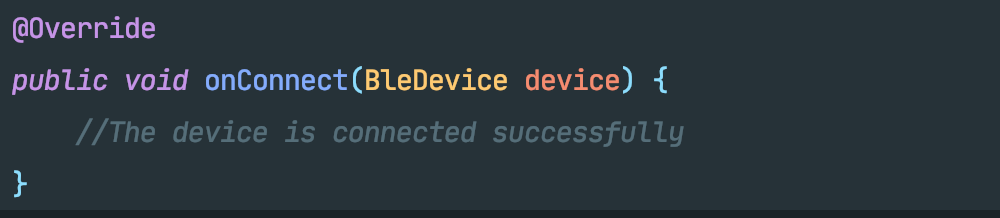 @Override
public void onConnect(BleDevice device) {
    //The device is connected successfully
}